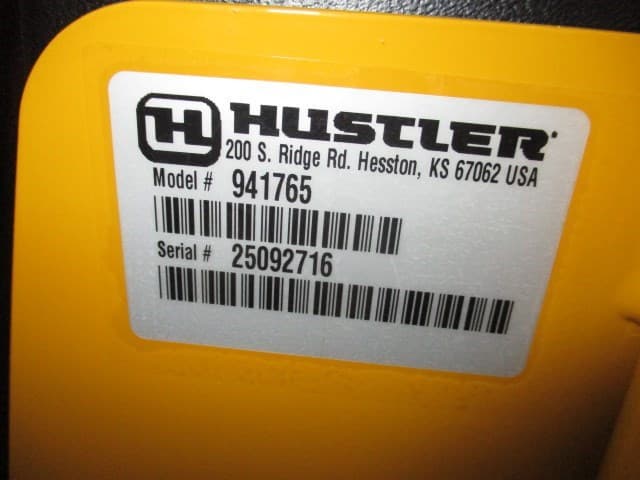 H HUSTLER
200 S. Ridge Rd. Hesston, KS 67062 USA
Model # 941765
Serial # 25092716